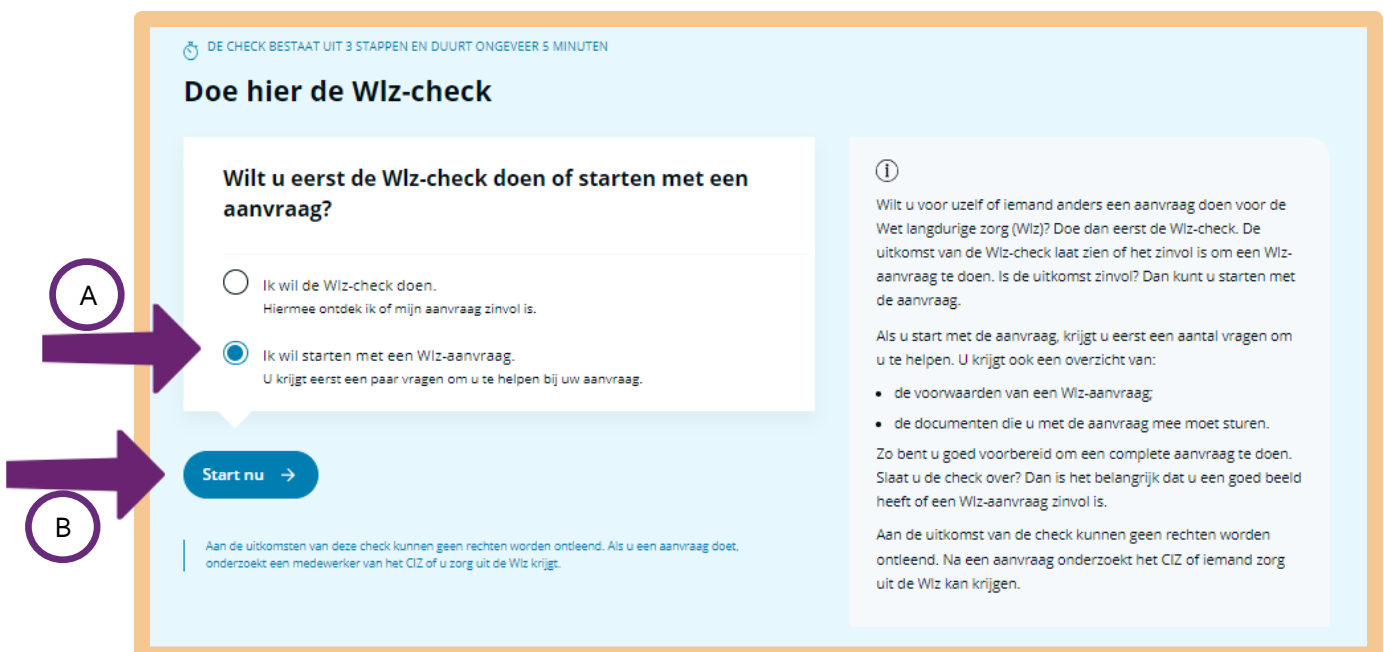 DE CHECK BESTAAT UIT 3 STAPPEN EN DUURT ONGEVEER 5 MINUTEN
Doe hier de Wlz-check
Wilt u eerst de Wlz-check doen of starten met een
aanvraag?
A
Ik wil de Wlz-check doen.
Hiermee ontdek ik of mijn aanvraag zinvol is.
Ik wil starten met een Wlz-aanvraag.
U krijgt eerst een paar vragen om u te helpen bij uw aanvraag.
Start nu →
B
Aan de uitkomsten van deze check kunnen geen rechten worden ontleend. Als u een aanvraag doet,
onderzoekt een medewerker van het CIZ of u zorg uit de Wlz krijgt.
i
Wilt u voor uzelf of iemand anders een aanvraag doen voor de
Wet langdurige zorg (Wlz)? Doe dan eerst de Wlz-check. De
uitkomst van de Wlz-check laat zien of het zinvol is om een Wlz-
aanvraag te doen. Is de uitkomst zinvol? Dan kunt u starten met
de aanvraag.
Als u start met de aanvraag, krijgt u eerst een aantal vragen om
u te helpen. U krijgt ook een overzicht van:
• de voorwaarden van een Wlz-aanvraag;
• de documenten die u met de aanvraag mee moet sturen.
Zo bent u goed voorbereid om een complete aanvraag te doen.
Slaat u de check over? Dan is het belangrijk dat u een goed beeld
heeft of een Wlz-aanvraag zinvol is.
Aan de uitkomst van de check kunnen geen rechten worden
ontleend. Na een aanvraag onderzoekt het CIZ of iemand zorg
uit de Wlz kan krijgen.